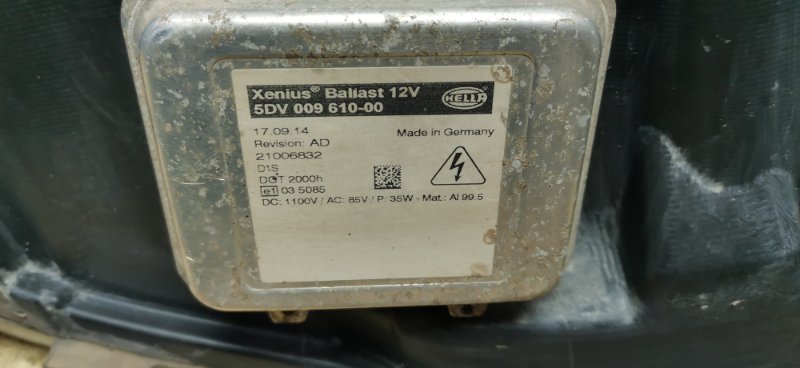 Xenius® Ballast 12V
5DV 009 610-00
HELLA
17.09.14
Made in Germany
Revision: AD
21006832
D1S
DOT 2000h
e1 03 5085
DC: 1100V / AC: 85V / P: 35W - Mat.: Al 99.5